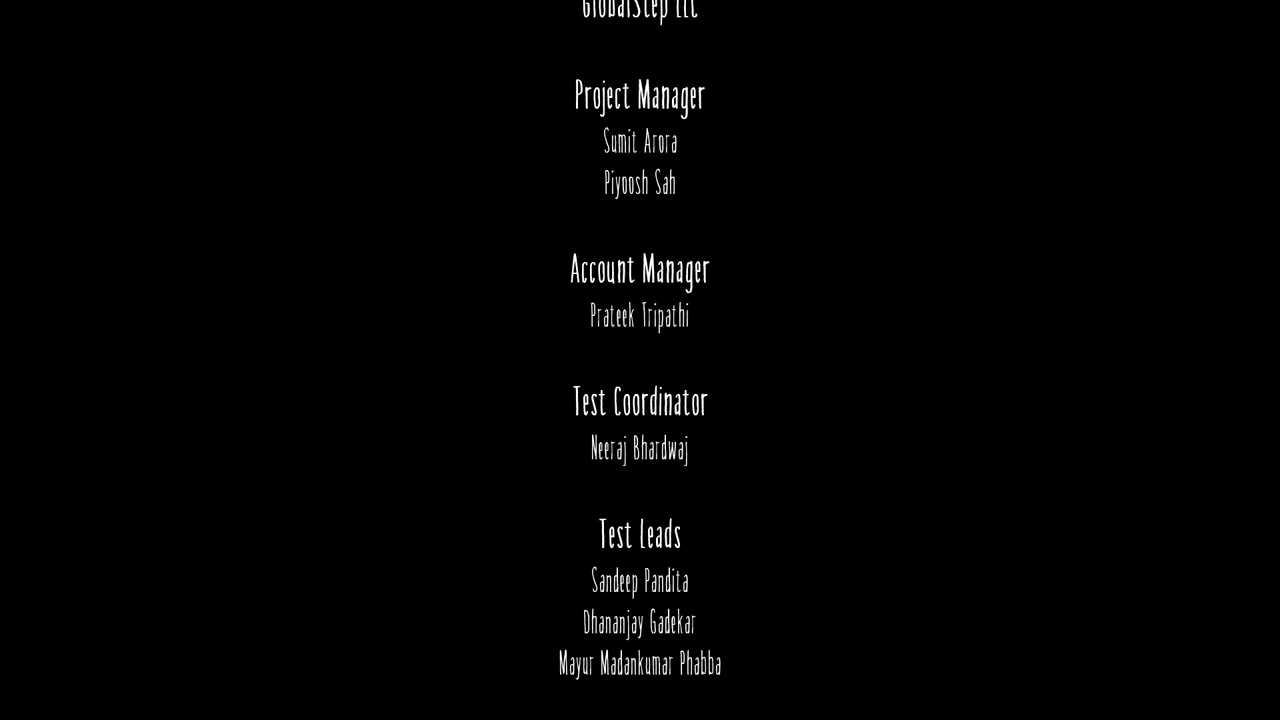 GlobalStep LLC
Project Manager
Sumit Arora
Piyoosh Sah
Account Manager
Prateek Tripathi
Test Coordinator
Neeraj Bhardwaj
Test Leads
Sandeep Pandita
Dhananjay Gadekar
Mayur Madankumar Phabba